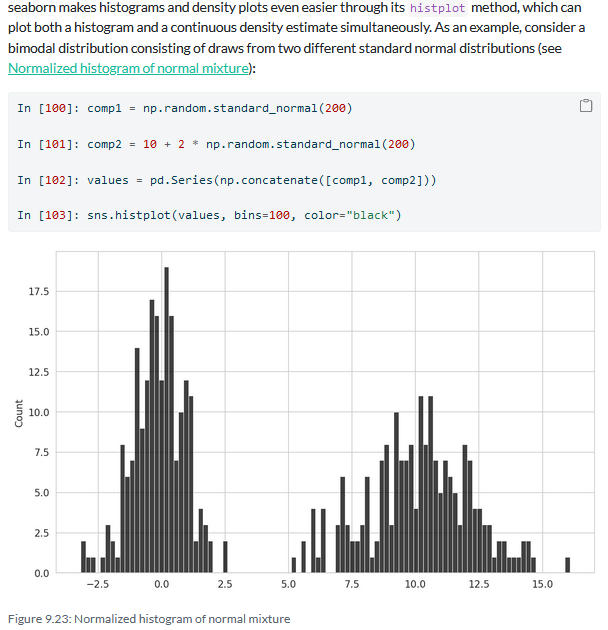 seaborn makes histograms and density plots even easier through its histplot method, which can
plot both a histogram and a continuous density estimate simultaneously. As an example, consider a
bimodal distribution consisting of draws from two different standard normal distributions (see
Normalized histogram of normal mixture):
In [100]: comp1 = np.random.standard_normal(200)
In [101]: comp2 = 10 + 2 * np.random.standard_normal(200)
In [102]: values = pd.Series(np.concatenate([comp1, comp2]))
In [103]: sns.histplot(values, bins=100, color="black")
17.5
15.0
12.5
10.0
Count
7.5
5.0
2.5
0.0
−2.5 0.0 2.5 5.0 7.5 10.0 12.5 15.0
Figure 9.23: Normalized histogram of normal mixture